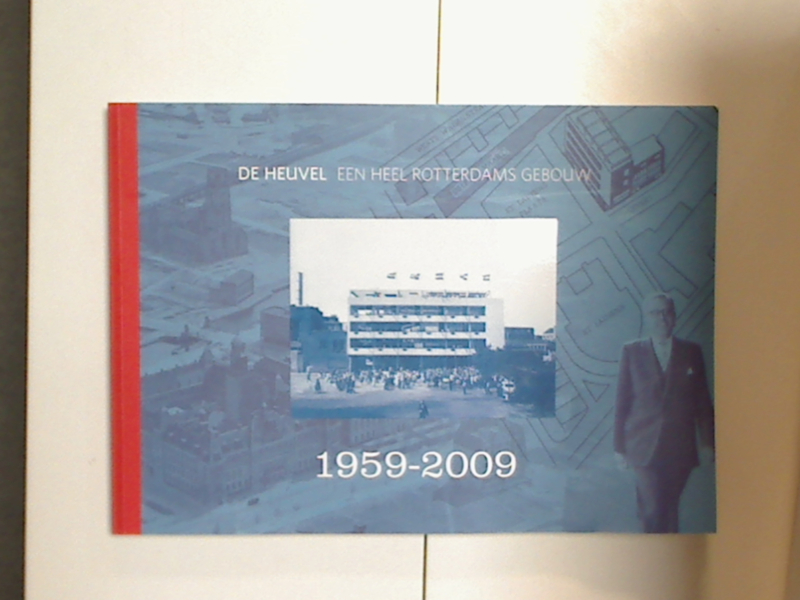 DE HEUVEL EEN HEEL ROTTERDAMS GEBOUW
1959-2009